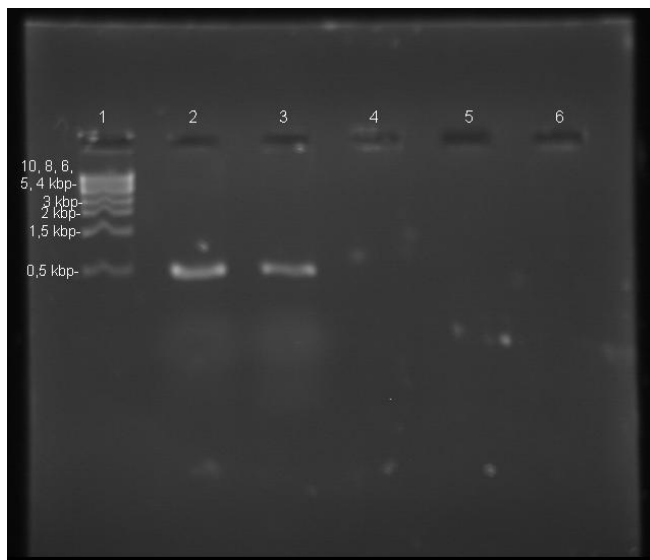 1 2 3 4 5 6
10, 8, 6,
5, 4 kbp-
3 kbp-
2 kbp-
1,5 kbp-
0,5 kbp-